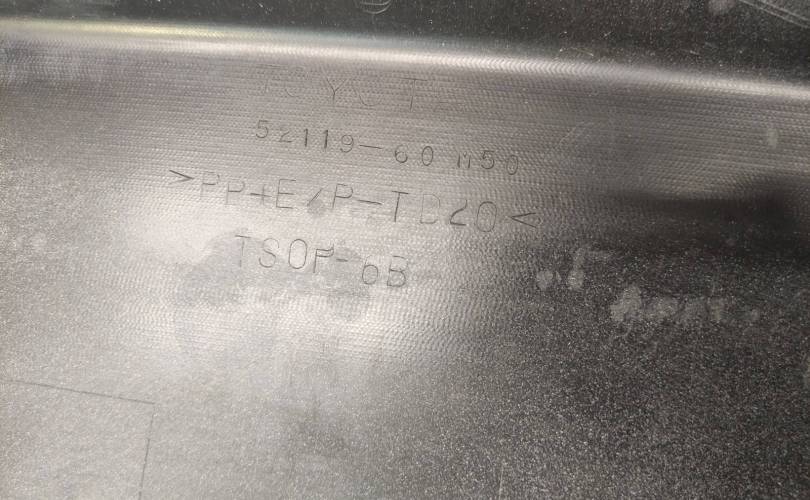 TOYOTA
52119-60M50
>PP+E/P-TD20<
TSOP-6B